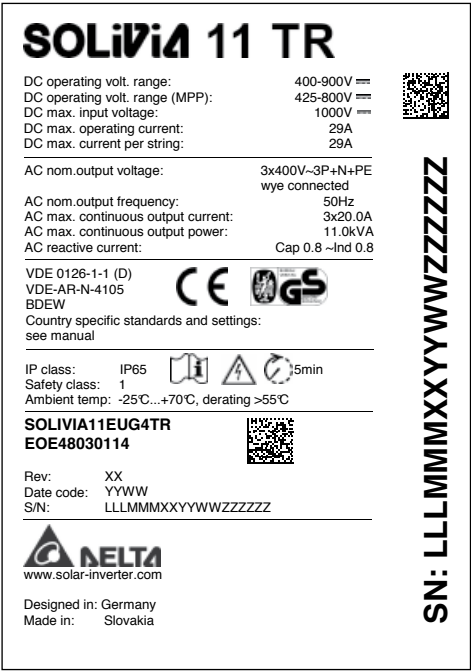 SOLiViA 11 TR
DC operating volt. range: 400-900V
DC operating volt. range (MPP): 425-800V
DC max. input voltage: 1000V
DC max. operating current: 29A
DC max. current per string: 29A
AC nom.output voltage: 3x400V~3P+N+PE
wye connected
AC nom.output frequency: 50Hz
AC max. continuous output current: 3x20.0A
AC max. continuous output power: 11.0kVA
AC reactive current: Cap 0.8 ~Ind 0.8
VDE 0126-1-1 (D)
VDE-AR-N-4105
BDEW
CE GS
Country specific standards and settings:
see manual
IP class: IP65
i 5min
Safety class: 1
Ambient temp: -25°C...+70°C, derating >55°C
SOLIVIA11EUG4TR
EOE48030114
Rev: XX
Date code: YYWW
S/N: LLLMMMXXYYWWZZZZZZ
DELTA
www.solar-inverter.com
Designed in: Germany
Made in: Slovakia
SN: LLLMMMXXYYWWZZZZZZ